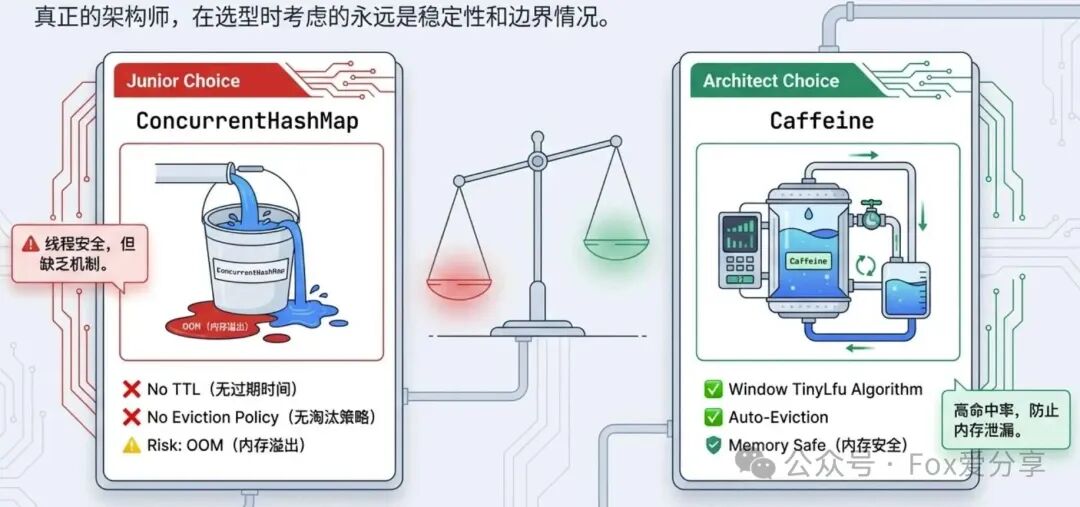 真正的架构师，在选型时考虑的永远是稳定性和边界情况。
Junior Choice
ConcurrentHashMap
ConcurrentHashMap
OOM（内存溢出）
线程安全，但
缺乏机制。
No TTL（无过期时间）
No Eviction Policy（无淘汰策略）
Risk: OOM（内存溢出）
Architect Choice
Caffeine
Caffeine
Window TinyLfu Algorithm
Auto-Eviction
Memory Safe（内存安全）
高命中率，防止
内存泄漏。
公众号 · Fox爱分享